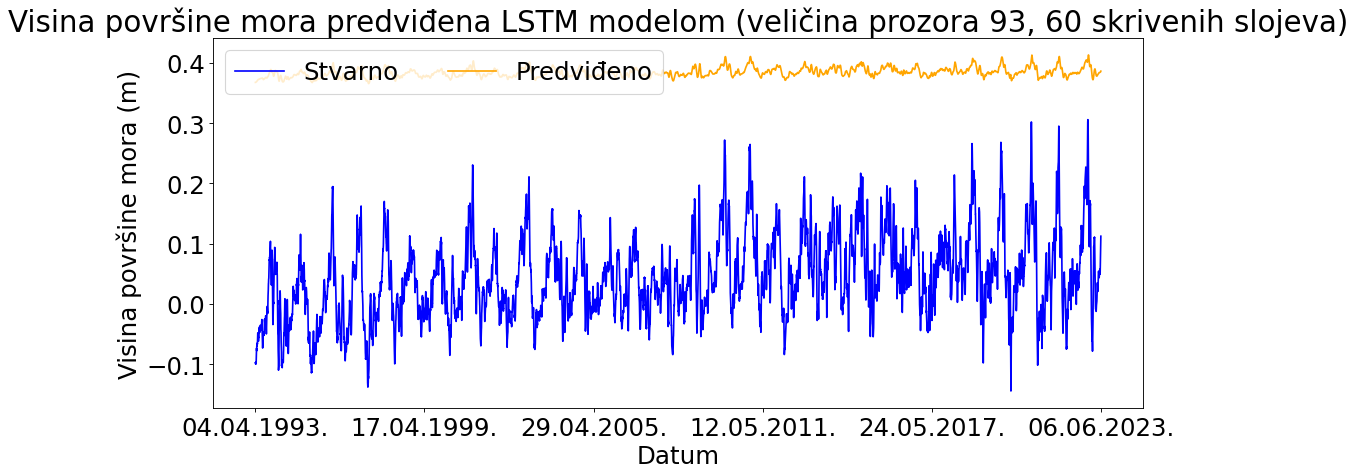 Visina površine mora predviđena LSTM modelom (veličina prozora 93, 60 skrivenih slojeva)
Stvarno Predviđeno
Visina površine mora (m)
0.4
0.3
0.2
0.1
0.0
−0.1
04.04.1993. 17.04.1999. 29.04.2005. 12.05.2011. 24.05.2017. 06.06.2023.
Datum